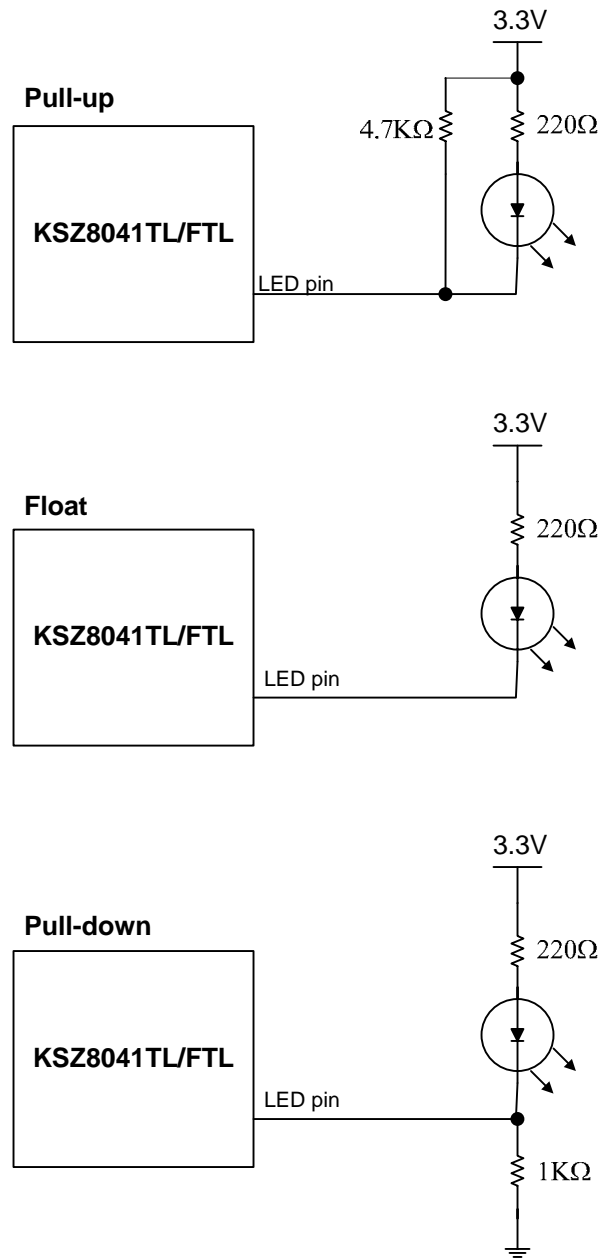 3.3V
Pull-up
4.7KΩ
220Ω
KSZ8041TL/FTL
LED pin
3.3V
Float
220Ω
KSZ8041TL/FTL
LED pin
3.3V
Pull-down
220Ω
KSZ8041TL/FTL
LED pin
1KΩ